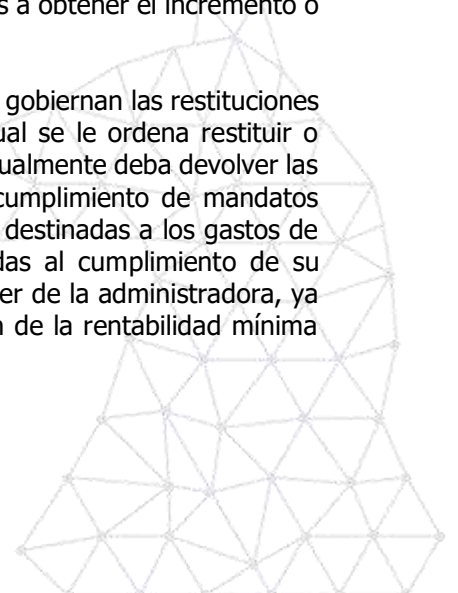 s a obtener el incremento o
gobiernan las restituciones
ual se le ordena restituir o
ualmente deba devolver las
cumplimiento de mandatos
destinadas a los gastos de
das al cumplimiento de su
er de la administradora, ya
n de la rentabilidad mínima